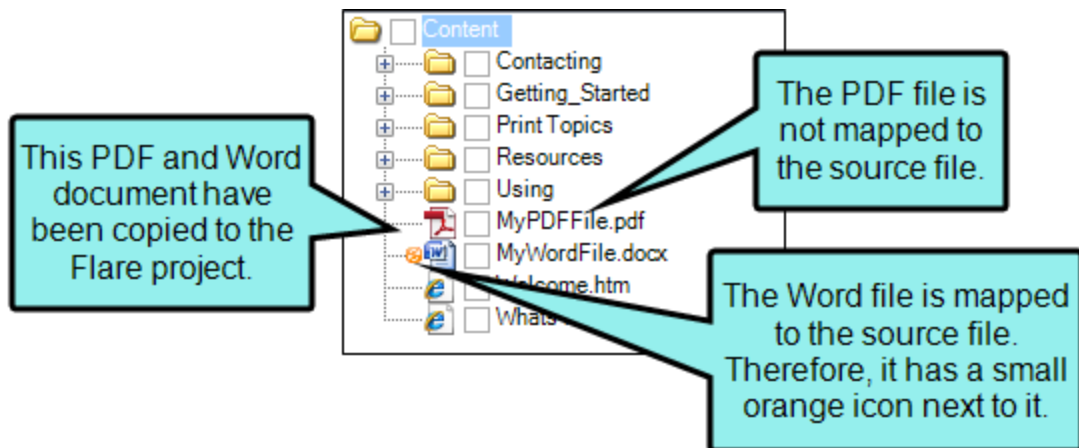 Content
Contacting
Getting_Started
Print Topics
Resources
Using
MyPDFFile.pdf
MyWordFile.docx
Welcome.htm
Whats
This PDF and Word
document have
been copied to the
Flare project.
The PDF file is
not mapped to
the source file.
The Word file is mapped
to the source file.
Therefore, it has a small
orange icon next to it.